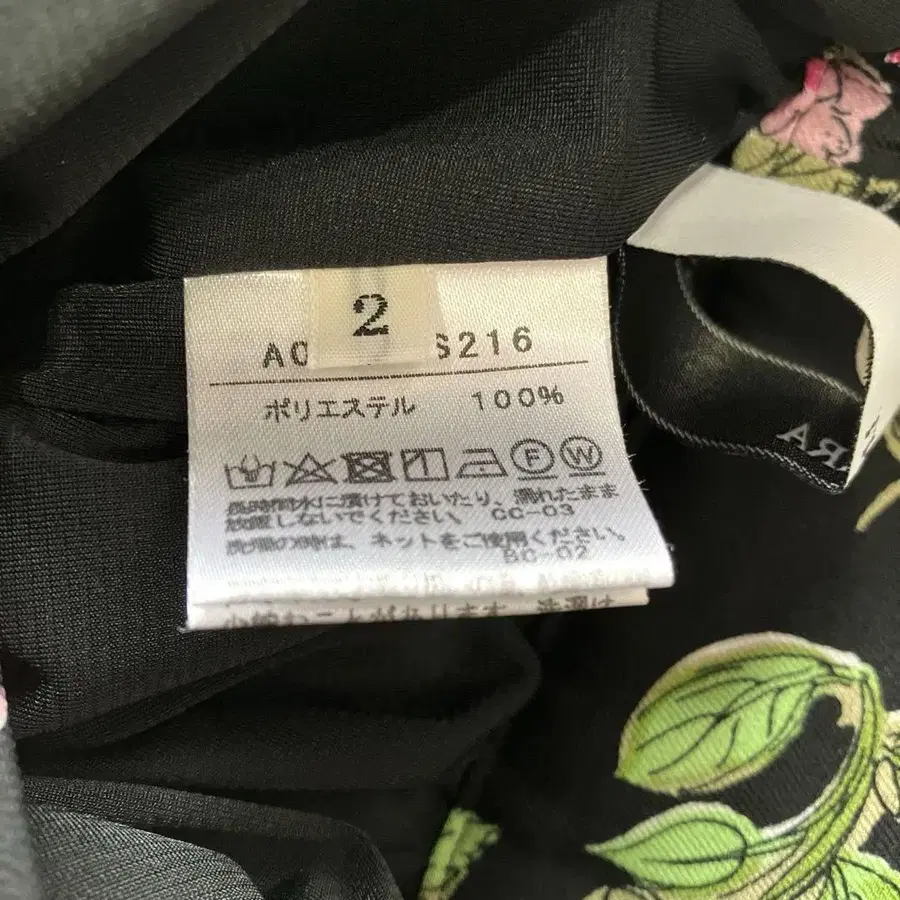 2
AO S216
ポリエステル 100%
F W
長時間水に漬けておいたり、濡れたまま
放置しないでください。 CC-03
洗濯の時は、ネットをご使用ください。
BC-02
RA